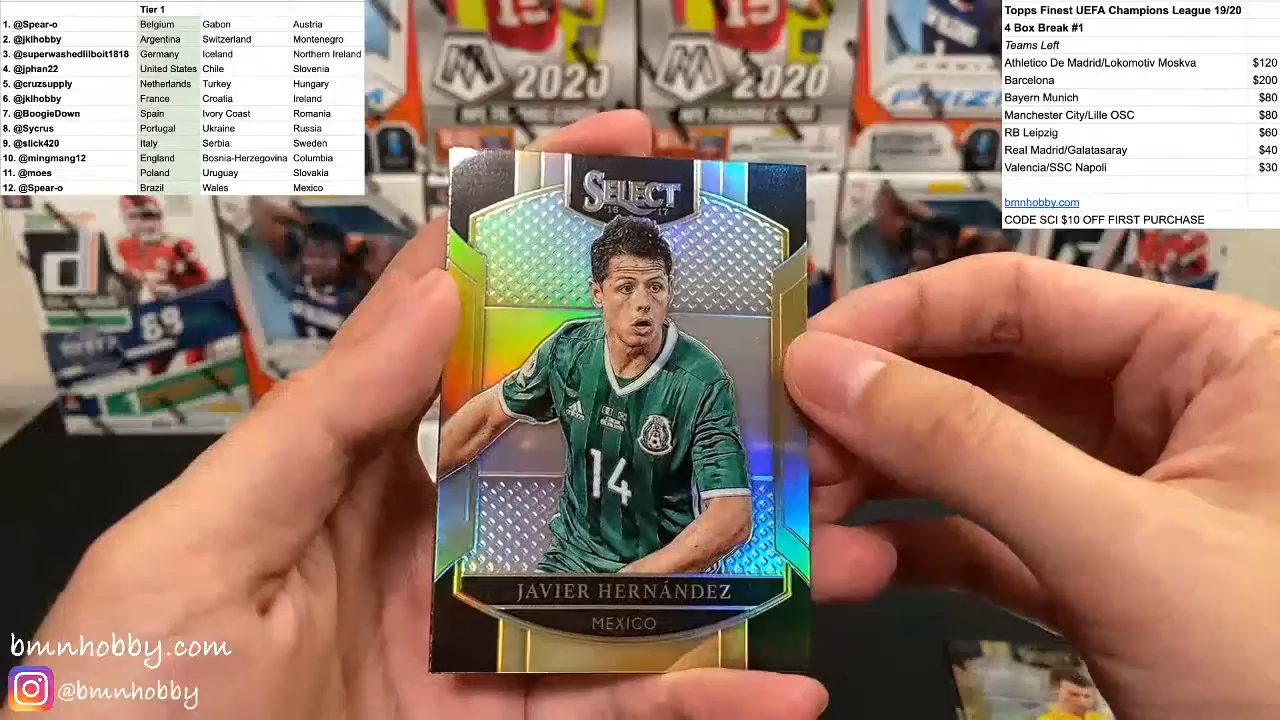 Tier 1
1. @Spear-o Belgium Gabon Austria
2. @jklhobby Argentina Switzerland Montenegro
3. @superwashedlilboit1818 Germany Iceland Northern Ireland
4. @jphan22 United States Chile Slovenia
5. @cruzsupply Netherlands Turkey Hungary
6. @jklhobby France Croatia Ireland
7. @BoogieDown Spain Ivory Coast Romania
8. @Sycrus Portugal Ukraine Russia
9. @slick420 Italy Serbia Sweden
10. @mingmang12 England Bosnia-Herzegovina Columbia
11. @moes Poland Uruguay Slovakia
12. @Spear-o Brazil Wales Mexico
Topps Finest UEFA Champions League 19/20
4 Box Break #1
Teams Left
Athletico De Madrid/Lokomotiv Moskva $120
Barcelona $200
Bayern Munich $80
Manchester City/Lille OSC $80
RB Leipzig $60
Real Madrid/Galatasaray $40
Valencia/SSC Napoli $30
bmnhobby.com
CODE SCI $10 OFF FIRST PURCHASE
2020
2020
PRIZM
89
SELECT
16 17
14
JAVIER HERNÁNDEZ
MEXICO
bmnhobby.com
@bmnhobby